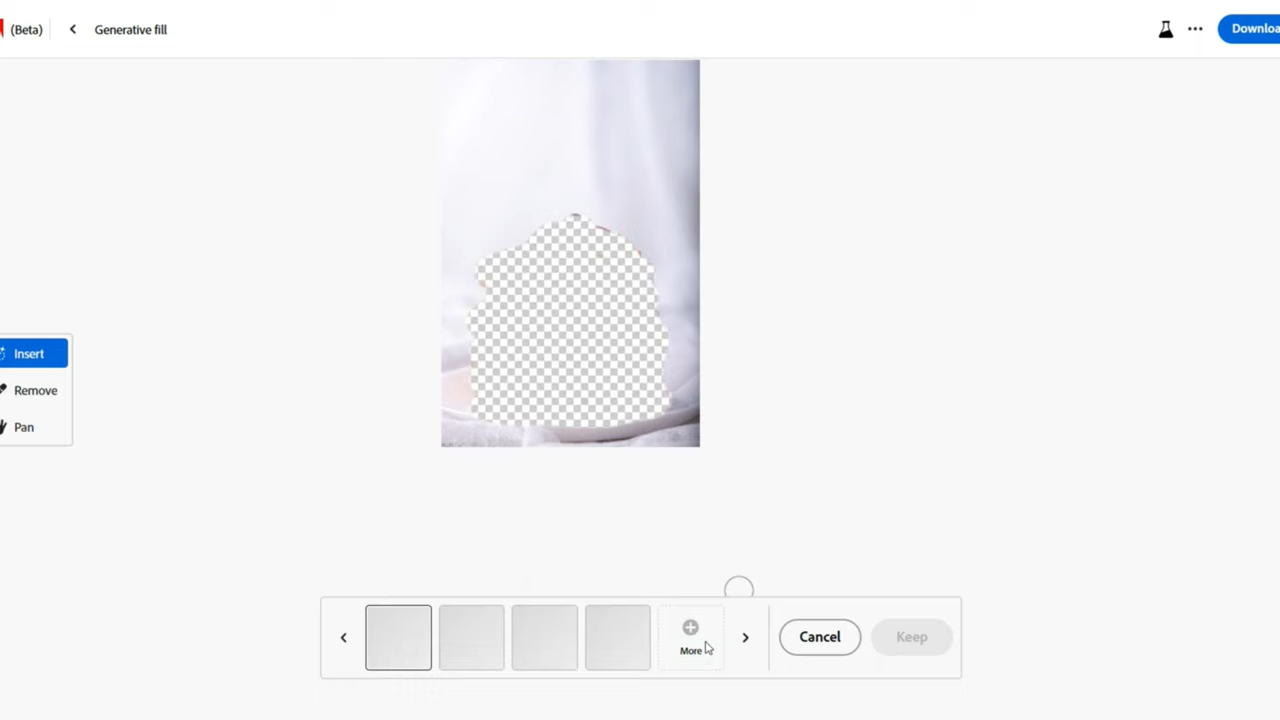 (Beta)
Generative fill
Downloa
Insert
Remove
Pan
More
Cancel
Keep